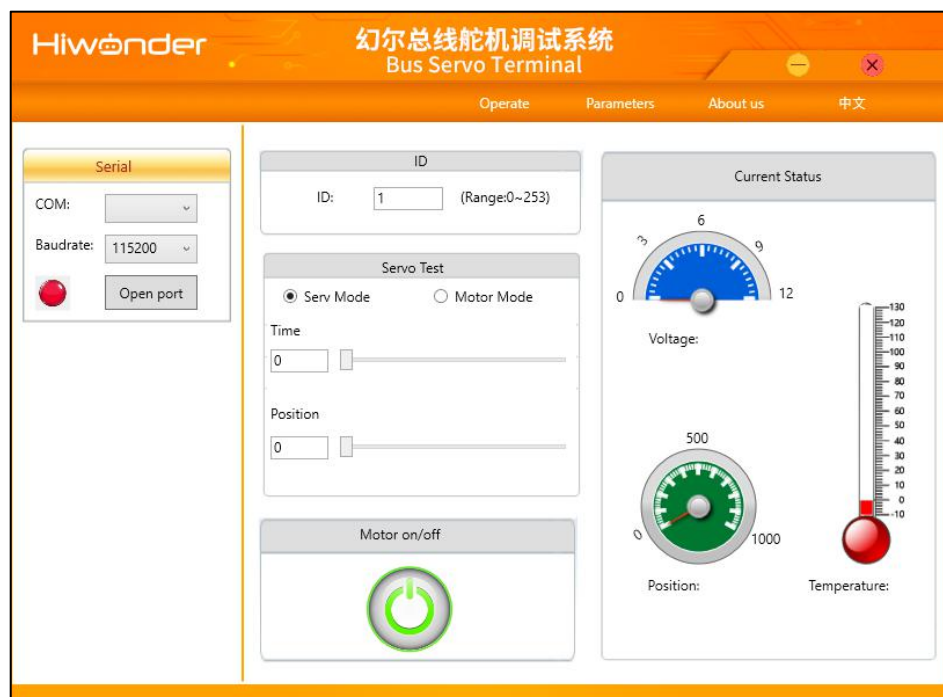 Hiwonder
幻尔总线舵机调试系统
Bus Servo Terminal
Operate Parameters About us 中文
Serial
COM:
Baudrate: 115200
Open port
ID
ID: 1 (Range:0~253)
Servo Test
Serv Mode Motor Mode
Time
0
Position
0
Motor on/off
Current Status
0 3 6 9 12
Voltage:
0 500 1000
Position:
130
120
110
100
90
80
70
60
50
40
30
20
10
0
-10
Temperature: